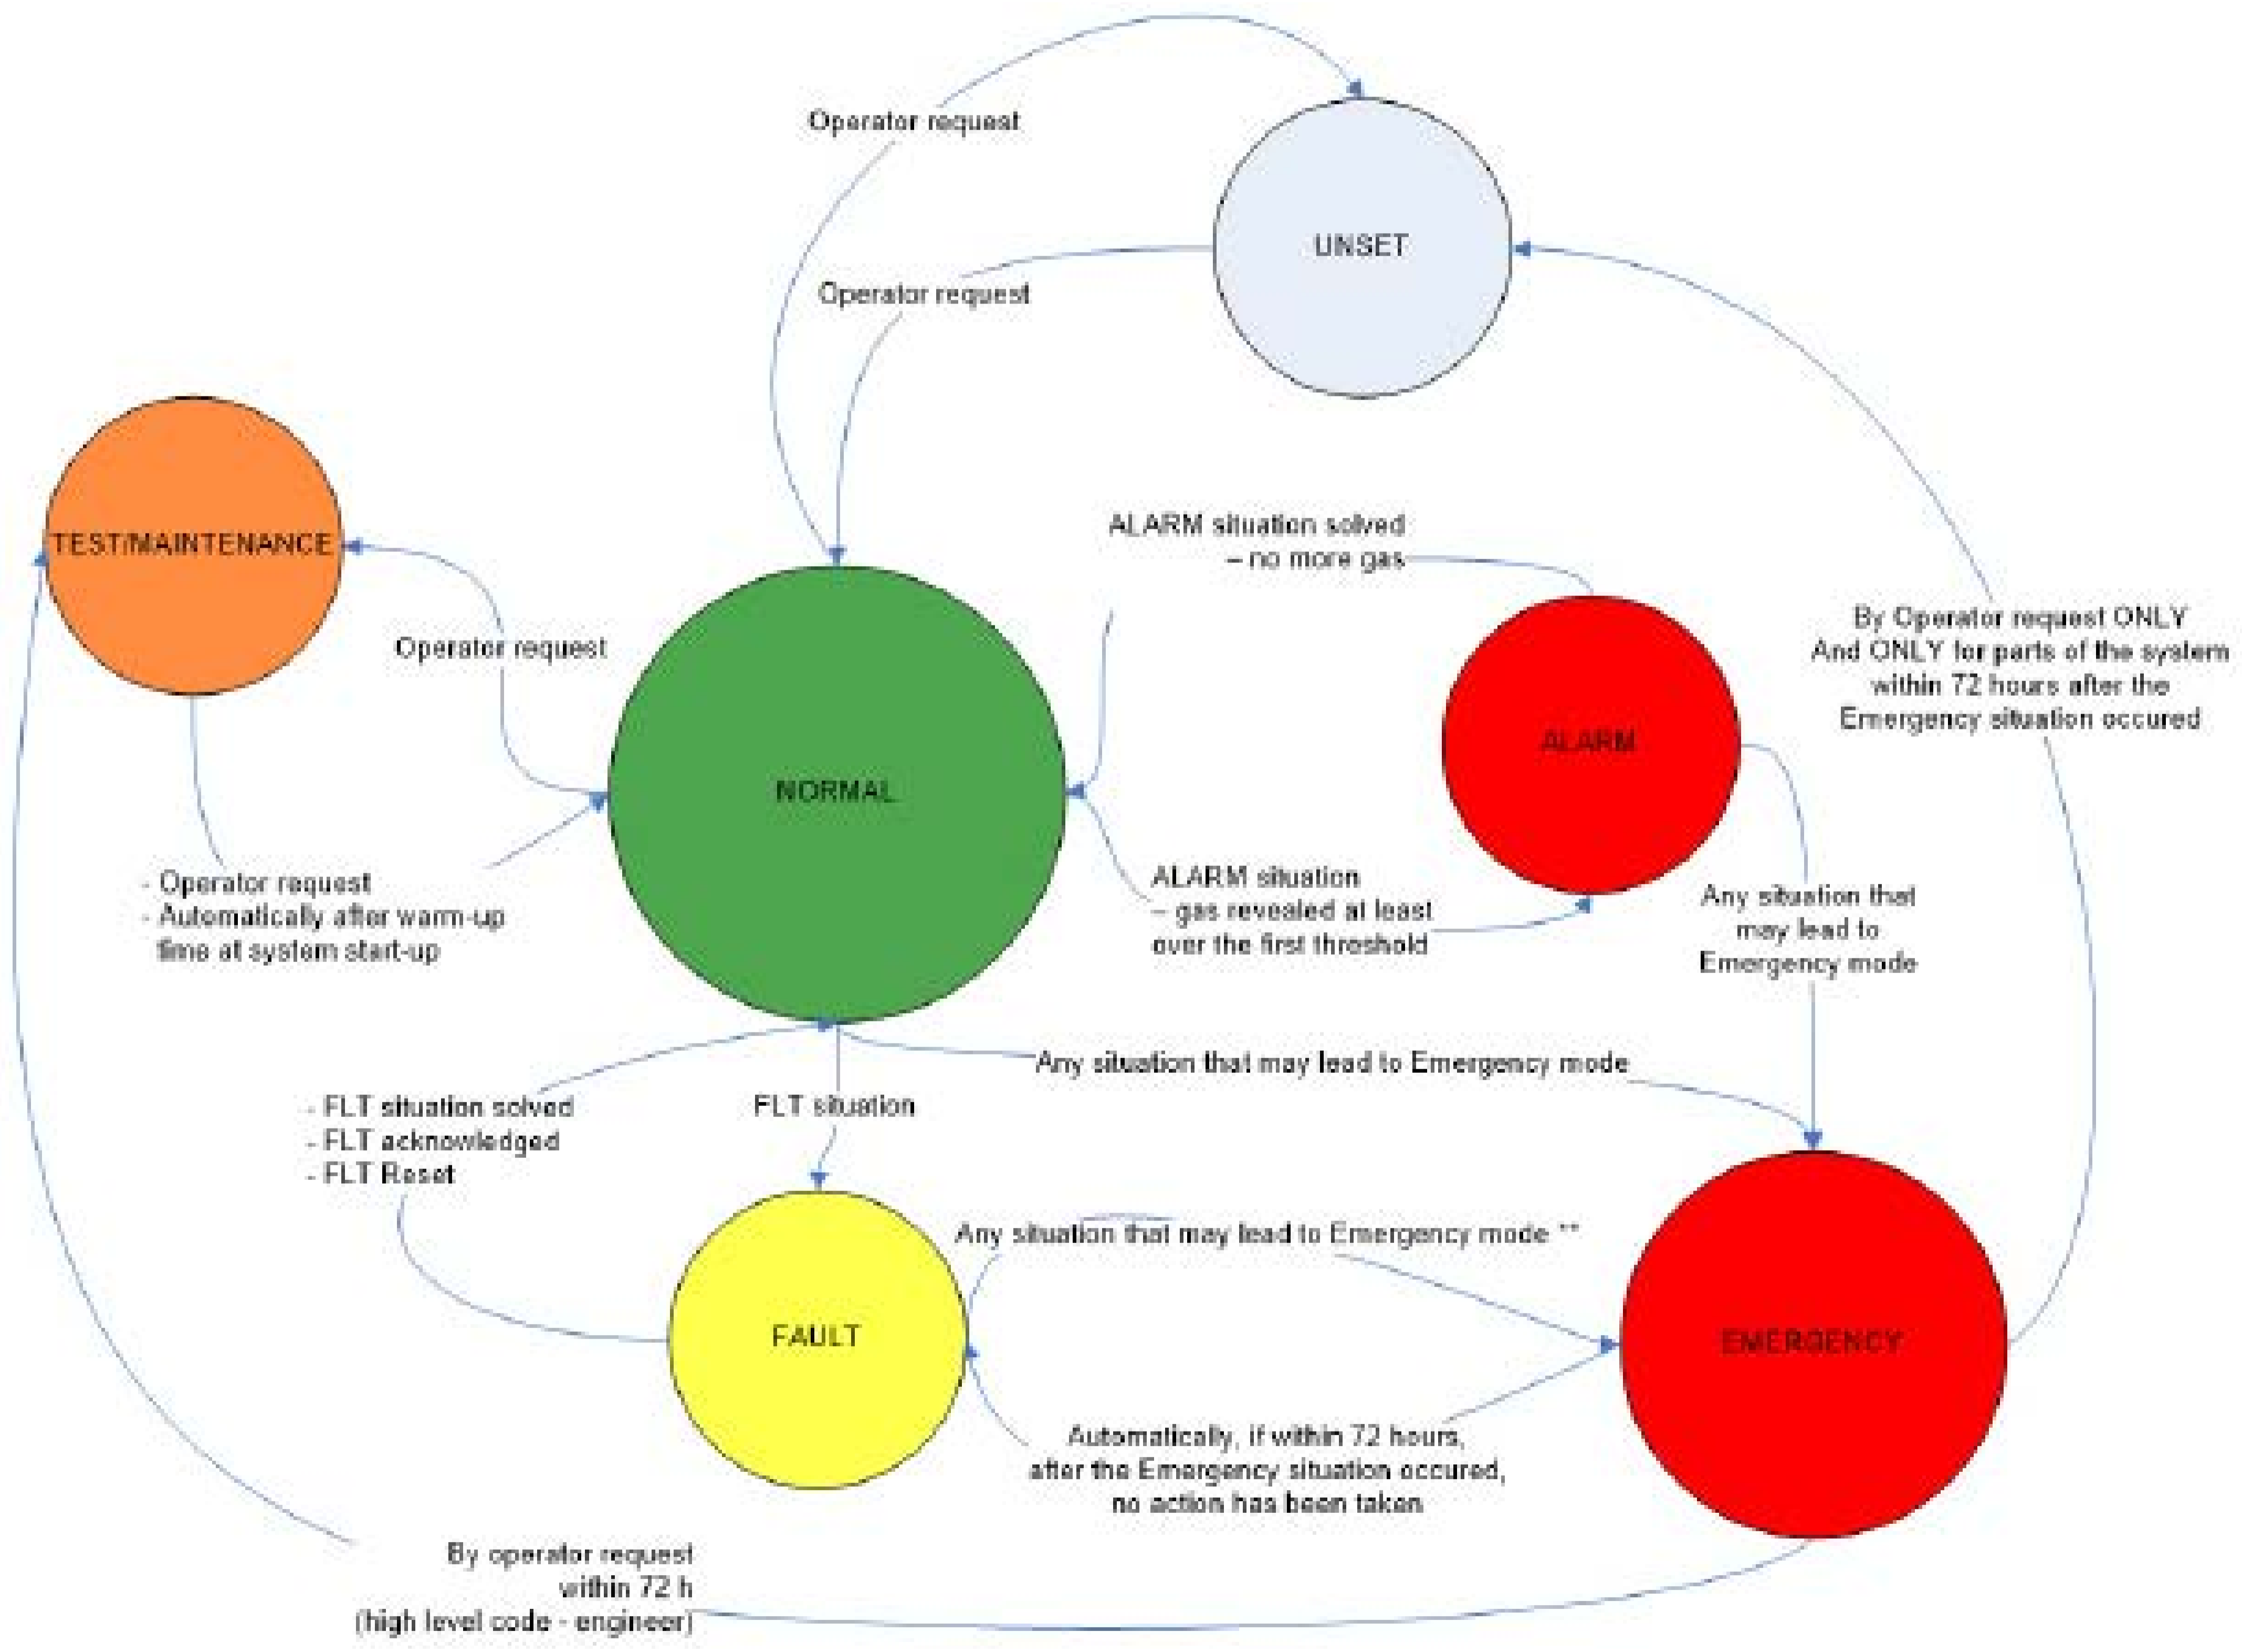 Operator request
UNSET
Operator request
ALARM situation solved
– no more gas
TEST/MAINTENANCE
Operator request
By Operator request ONLY
And ONLY for parts of the system
within 72 hours after the
Emergency situation occured
ALARM
NORMAL
- Operator request
- Automatically after warm-up
time at system start-up
ALARM situation
– gas revealed at least
over the first threshold
Any situation that
may lead to
Emergency mode
Any situation that may lead to Emergency mode
- FLT situation solved
- FLT acknowledged
- FLT Reset
FLT situation
Any situation that may lead to Emergency mode **
FAULT
EMERGENCY
Automatically, if within 72 hours,
after the Emergency situation occured,
no action has been taken
By operator request
within 72 h
(high level code - engineer)